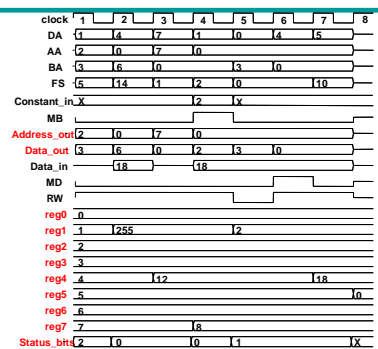 clock 1 2 3 4 5 6 7 8
DA 1 4 7 1 0 4 5
AA 2 0 7 0
BA 3 6 0 3 0
FS 5 14 1 2 0 10
Constant_in X 2 X
MB
Address_out 2 0 7 0
Data_out 3 6 0 2 3 0
Data_in 18 18
MD
RW
reg0 0
reg1 1 255 2
reg2 2
reg3 3
reg4 4 12 18
reg5 5 0
reg6 6
reg7 7 8
Status_bits 2 0 0 1 X